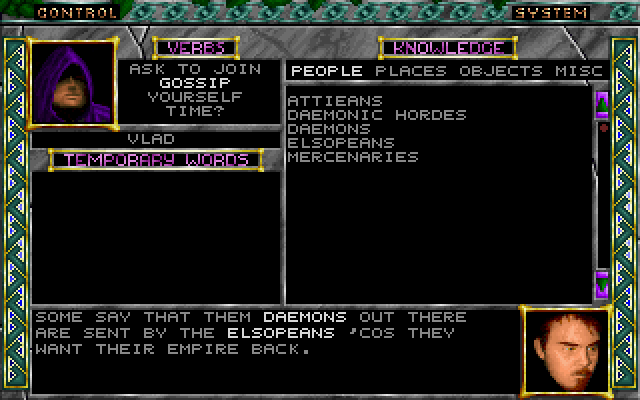 CONTROL
SYSTEM
VERBS
KNOWLEDGE
ASK TO JOIN
GOSSIP
YOURSELF
TIME?
PEOPLE PLACES OBJECTS MISC
VLAD
TEMPORARY WORDS
ATTIEANS
DAEMONIC HORDES
DAEMONS
ELSOPEANS
MERCENARIES
SOME SAY THAT THEM DAEMONS OUT THERE
ARE SENT BY THE ELSOPEANS 'COS THEY
WANT THEIR EMPIRE BACK.